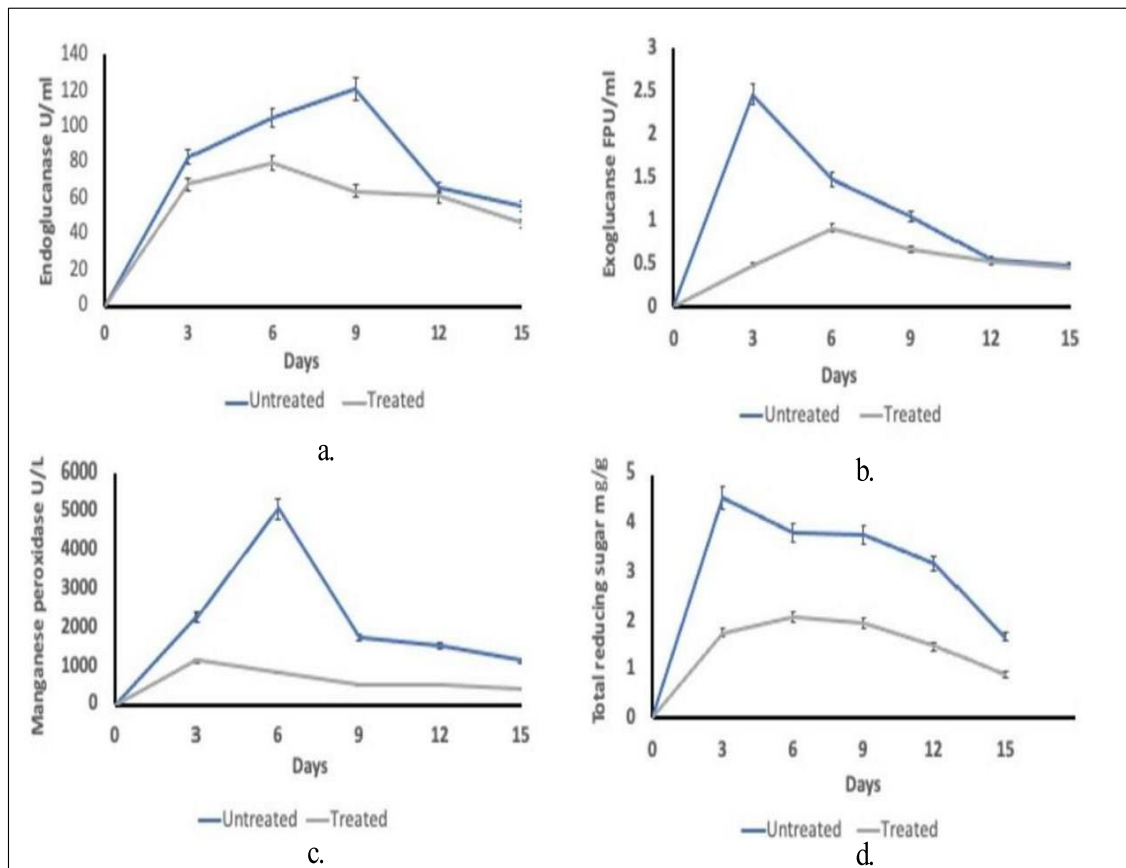 140
120
100
80
60
40
20
0
Endoglucanase U/ml
0 3 6 9 12 15
Days
Untreated Treated
a.
3
2.5
2
1.5
1
0.5
0
Exoglucanse FPU/ml
0 3 6 9 12 15
Days
Untreated Treated
b.
6000
5000
4000
3000
2000
1000
0
Manganese peroxidase U/L
0 3 6 9 12 15
Days
Untreated Treated
c.
5
4
3
2
1
0
Total reducing sugar mg/g
0 3 6 9 12 15
Days
Untreated Treated
d.